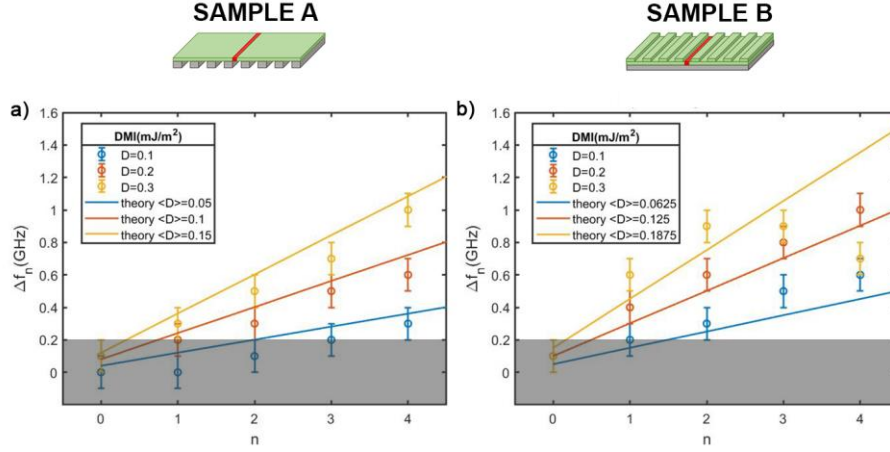 SAMPLE A
SAMPLE B
a)
1.6
1.4
1.2
1
0.8
0.6
0.4
0.2
0
Δfₙ(GHz)
DMI(mJ/m²)
D=0.1
D=0.2
D=0.3
theory <D>=0.05
theory <D>=0.1
theory <D>=0.15
0 1 2 3 4
n
b)
1.6
1.4
1.2
1
0.8
0.6
0.4
0.2
0
Δfₙ(GHz)
DMI(mJ/m²)
D=0.1
D=0.2
D=0.3
theory <D>=0.0625
theory <D>=0.125
theory <D>=0.1875
0 1 2 3 4
n